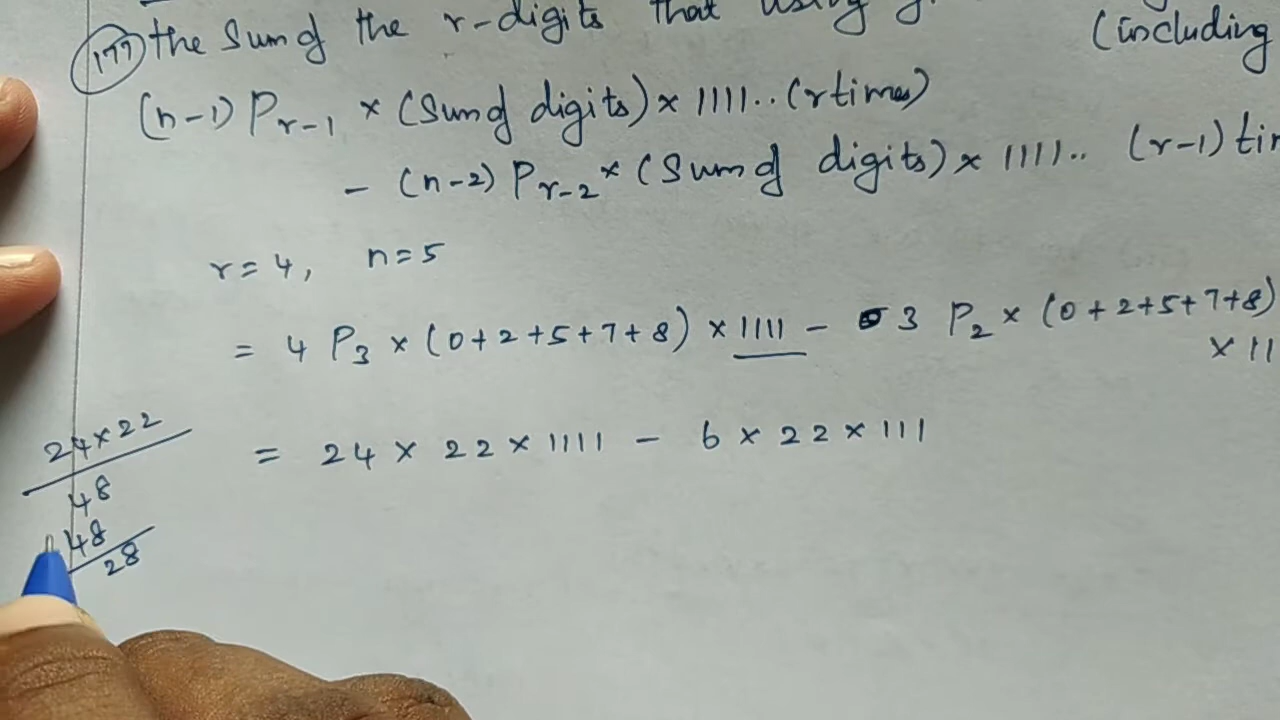 (177) the Sum of the r-digits that using
(including
(n-1) P r-1 × (Sum of digits) × 1111.. (r times)
- (n-2) P r-2 × (Sum of digits) × 1111.. (r-1)
r = 4, n = 5
= 4 P3 × (0+2+5+7+8) × 1111 - 3 P2 × (0+2+5+7+8)
× 11
24×22
= 24 × 22 × 1111 - 6 × 22 × 111
48
48
28